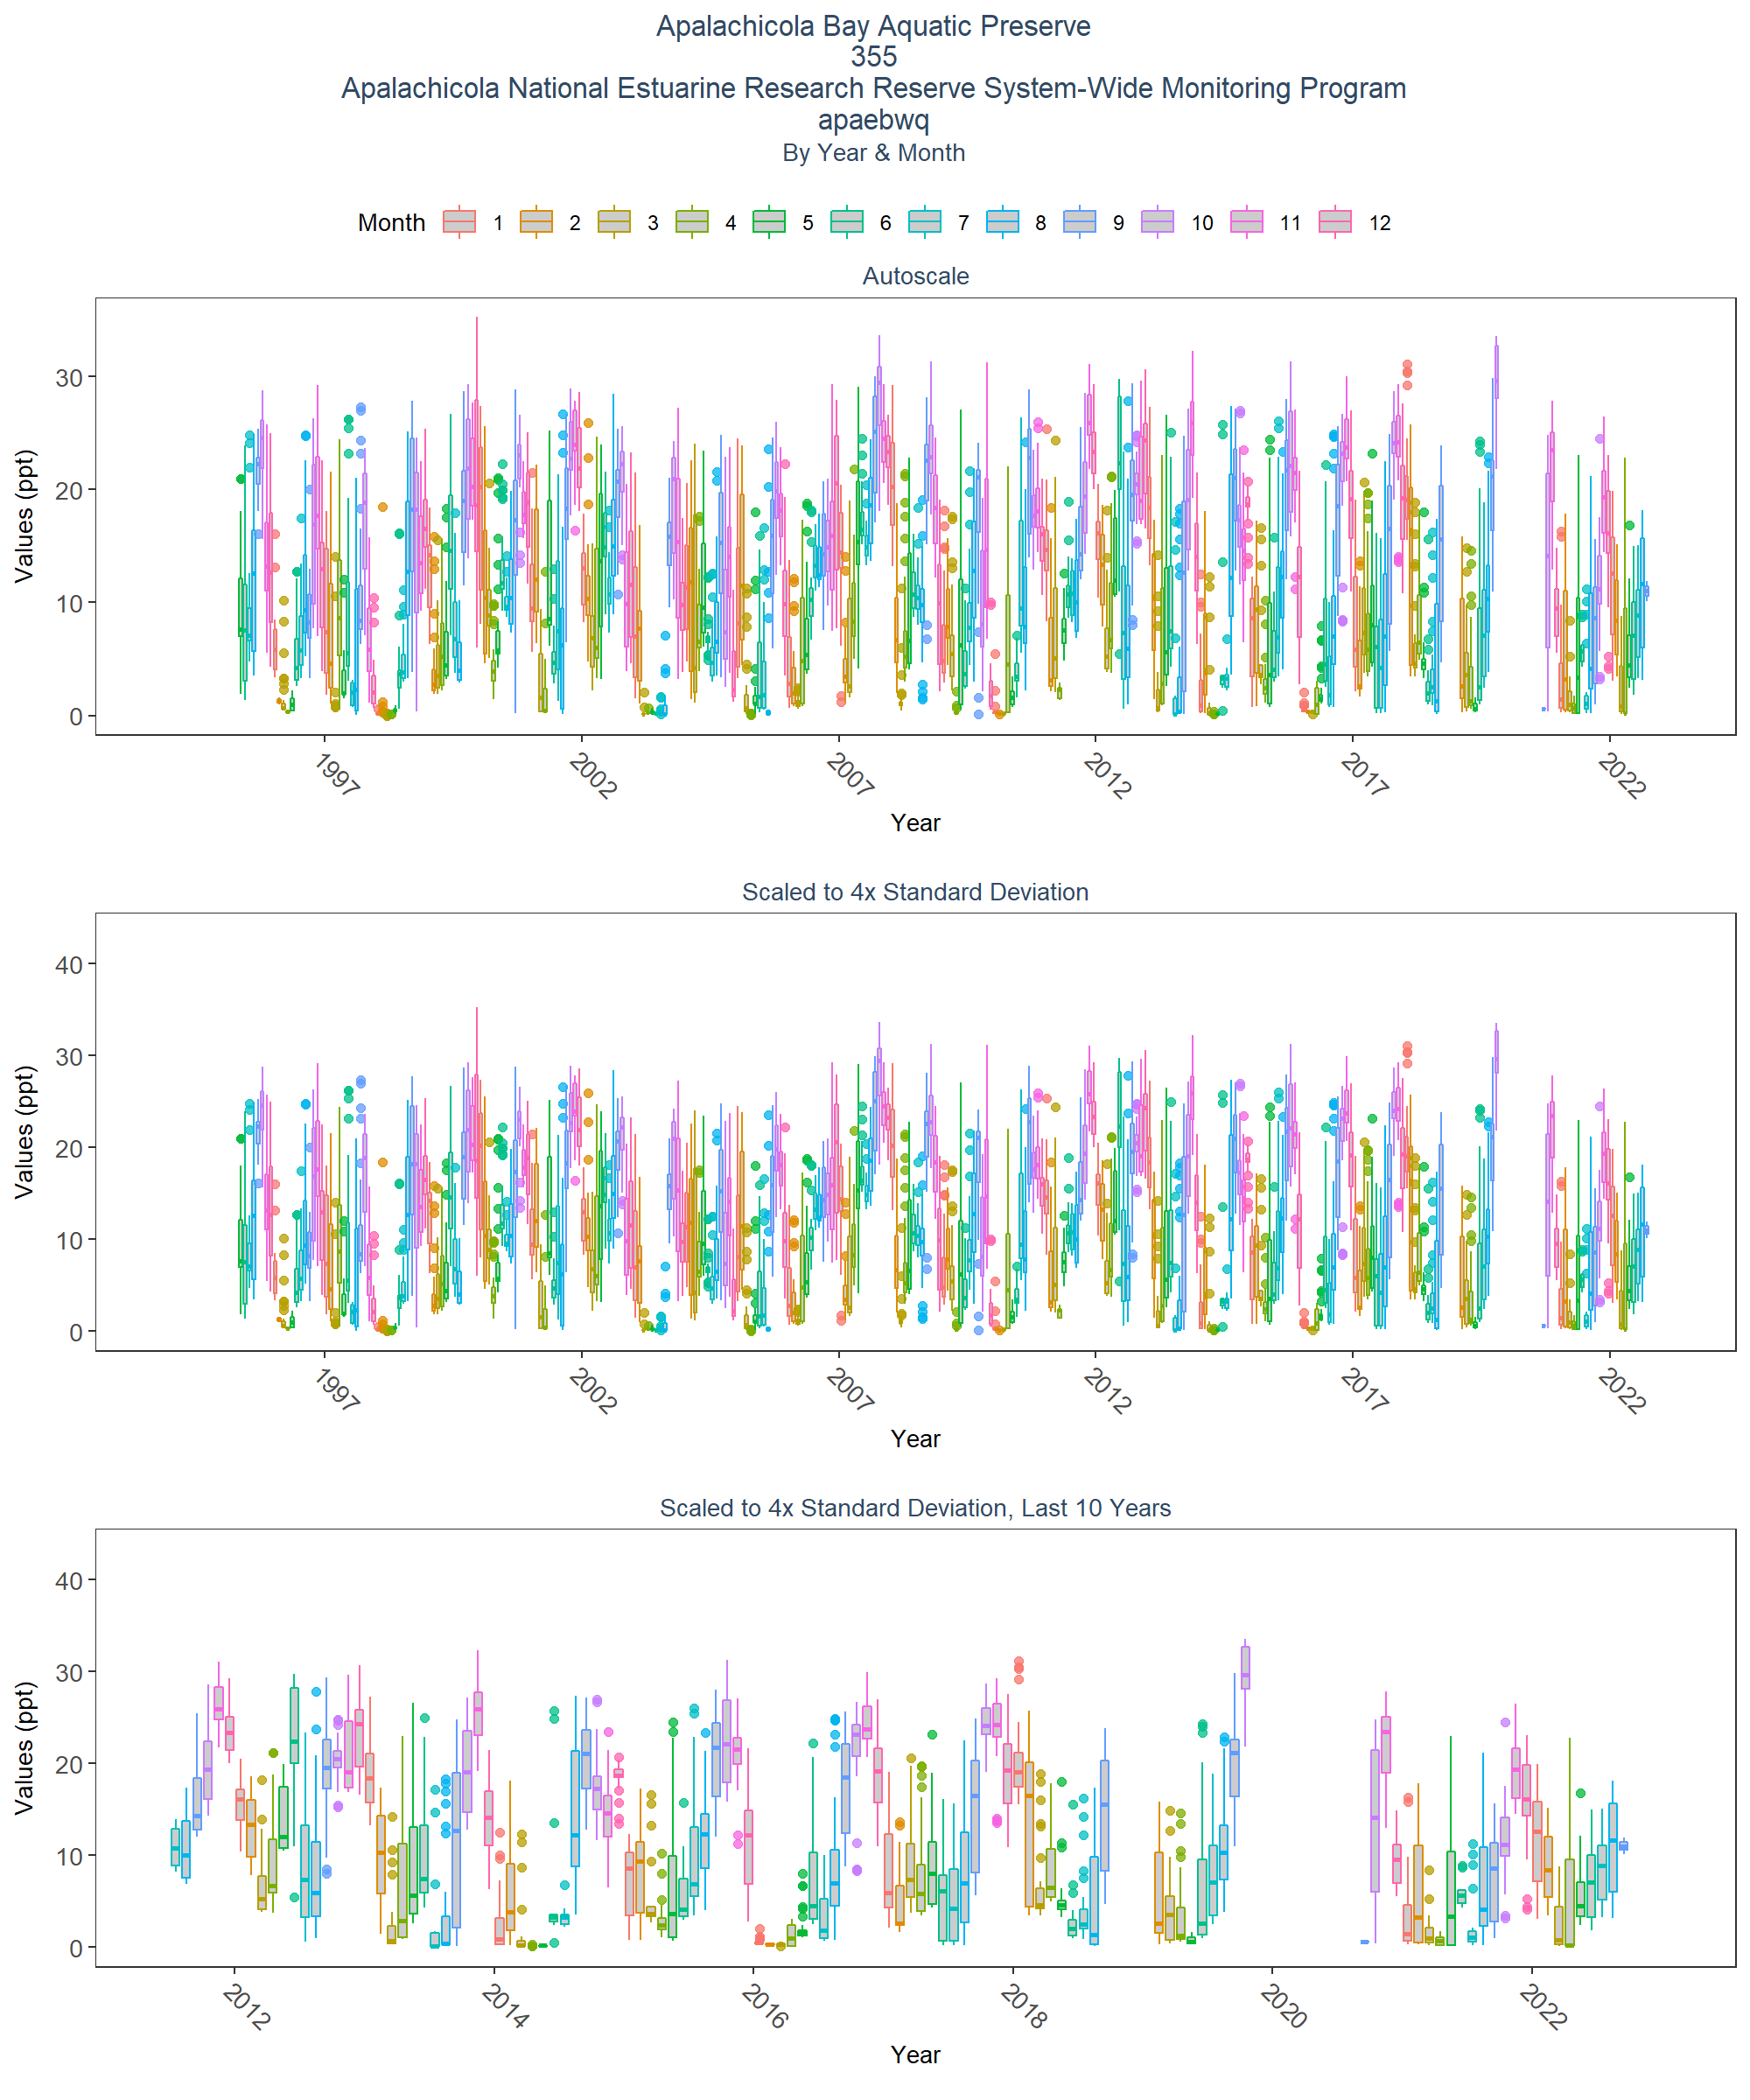 Apalachicola Bay Aquatic Preserve
355
Apalachicola National Estuarine Research Reserve System-Wide Monitoring Program
apaebwq
By Year & Month
Month 1 2 3 4 5 6 7 8 9 10 11 12
Autoscale
Values (ppt)
30
20
10
0
1997 2002 2007 2012 2017 2022
Year
Scaled to 4x Standard Deviation
Values (ppt)
40
30
20
10
0
1997 2002 2007 2012 2017 2022
Year
Scaled to 4x Standard Deviation, Last 10 Years
Values (ppt)
40
30
20
10
0
2012 2014 2016 2018 2020 2022
Year